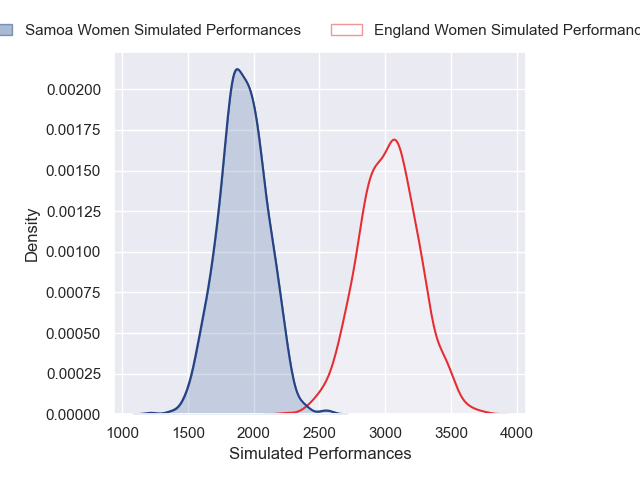 Samoa Women Simulated Performances England Women Simulated Performanc
0.00200
0.00175
0.00150
0.00125
0.00100
0.00075
0.00050
0.00025
0.00000
Density
1000 1500 2000 2500 3000 3500 4000
Simulated Performances